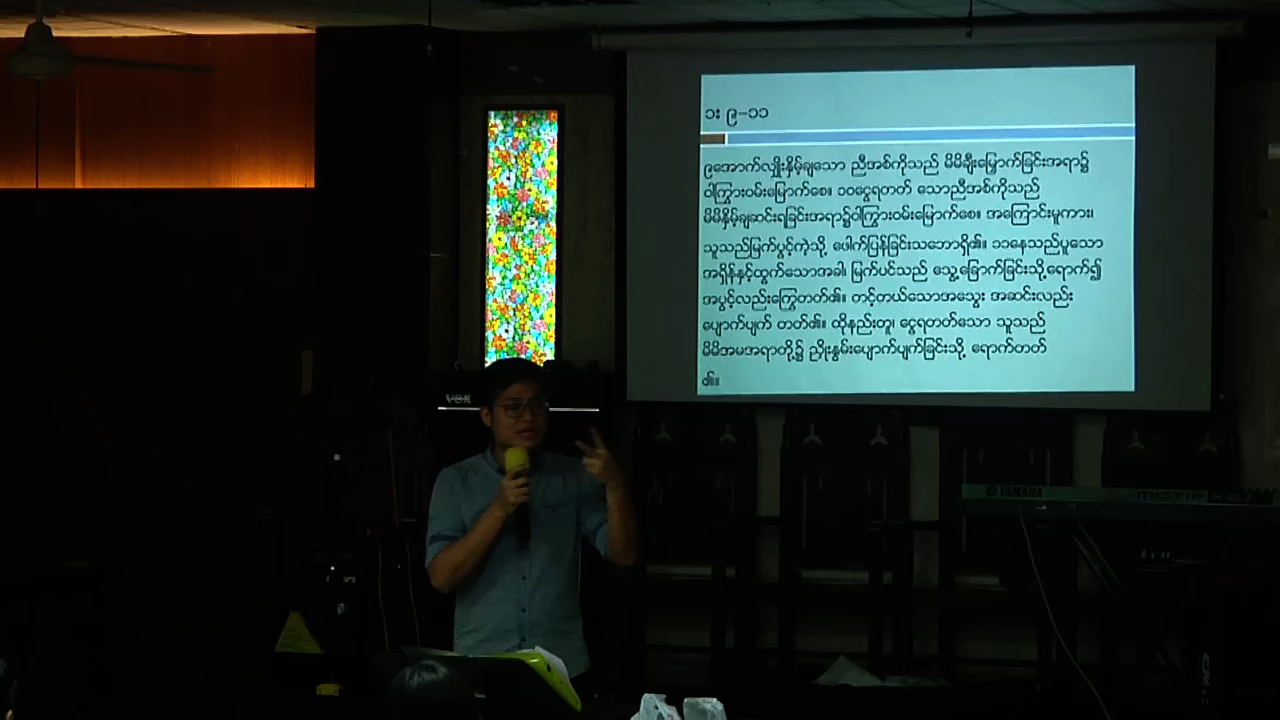 ၁း ၉-၁၁
၉အောက်လျှိုးနှိမ့်ချသော ညီအစ်ကိုသည် မိမိချီးမြှောက်ခြင်းအရာ၌
ဝါကြွားဝမ်းမြောက်စေ။ ၁၀ငွေရတတ် သောညီအစ်ကိုသည်
မိမိနှိမ့်ချဆင်းရခြင်းအရာ၌ဝါကြွားဝမ်းမြောက်စေ။ အကြောင်းမူကား၊
သူသည်မြက်ပွင့်ကဲ့သို့ ပေါက်ပြန်ခြင်းသဘောရှိ၏။ ၁၁နေသည်ပူသော
အရှိန်နှင့်ထွက်သောအခါ၊ မြက်ပင်သည် သွေ့ခြောက်ခြင်းသို့ရောက်၍
အပွင့်လည်းကြွေတတ်၏။ တင့်တယ်သောအသွေး အဆင်းလည်း
ပျောက်ပျက် တတ်၏။ ထိုနည်းတူ၊ ငွေရတတ်သော သူသည်
မိမိအမအရာတို့၌ ညှိုးနွမ်းပျောက်ပျက်ခြင်းသို့ ရောက်တတ်
၏။
VOX
YAMAHA
MOTIF XS7